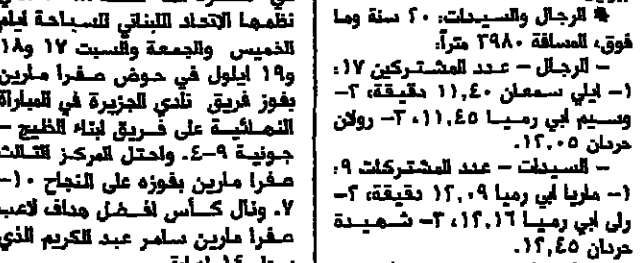 * الرجال والسيدات: ٢٠ سنة وما
فوق، المسافة ٣٩٨٠ متراً:
– الرجال – عدد المشتركين ١٧:
١– ايلي سمعان ١١,٤٠ دقيقة، ٢–
وسيم ابي رميا ١١,٤٥، ٣– رولان
حردان ١٢,٠٥.
– السيدات – عدد المشتركات ٩:
١– ماريا ابي رميا ١٢,٠٩ دقيقة، ٢–
رلى ابي رميا ١٢,١٦، ٣– شهيدة
حردان ١٢,٤٥.
نظمها الاتحاد اللبناني للسباحة ايام
الخميس والجمعة والسبت ١٧ و١٨
و١٩ ايلول في حوض صفرا مارين
بفوز فريق نادي الجزيرة في المباراة
النهائية على فريق ابناء الخليج –
جونية ٩–٤. واحتل المركز الثالث
صفرا مارين بفوزه على النجاح ١٠–
٧. ونال كأس افضل هداف لاعب
صفرا مارين سامر عبد الكريم الذي